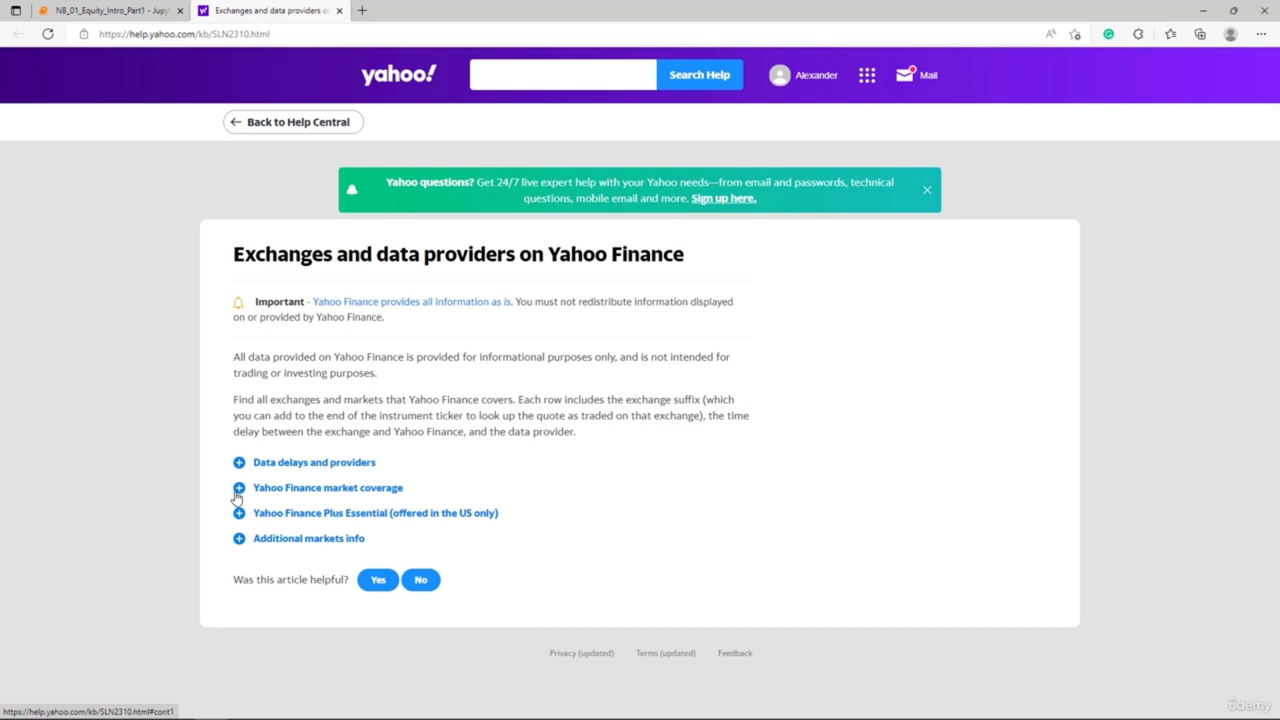 NB_01_Equity_Intro_Part1 - Jupyt
Exchanges and data providers o
https://help.yahoo.com/kb/SLN2310.html
yahoo!
Search Help
Alexander
Mail
Back to Help Central
Yahoo questions? Get 24/7 live expert help with your Yahoo needs—from email and passwords, technical
questions, mobile email and more. Sign up here.
Exchanges and data providers on Yahoo Finance
Important - Yahoo Finance provides all information as is. You must not redistribute information displayed
on or provided by Yahoo Finance.
All data provided on Yahoo Finance is provided for informational purposes only, and is not intended for
trading or investing purposes.
Find all exchanges and markets that Yahoo Finance covers. Each row includes the exchange suffix (which
you can add to the end of the instrument ticker to look up the quote as traded on that exchange), the time
delay between the exchange and Yahoo Finance, and the data provider.
Data delays and providers
Yahoo Finance market coverage
Yahoo Finance Plus Essential (offered in the US only)
Additional markets info
Was this article helpful? Yes No
Privacy (updated) Terms (updated) Feedback
https://help.yahoo.com/kb/SLN2310.html#cont1
ûdemy